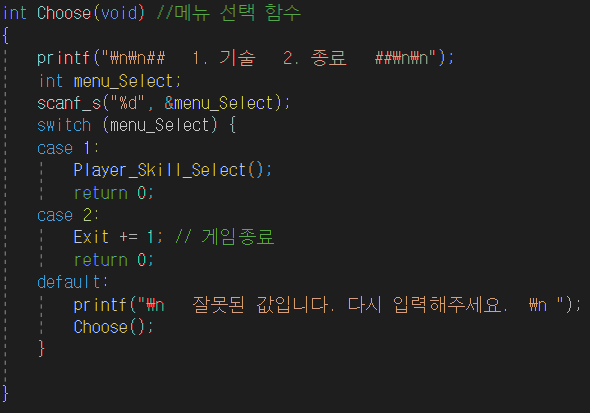 int Choose(void) //메뉴 선택 함수
{
printf("₩n₩n##   1. 기술   2. 종료   ##₩n₩n");
int menu_Select;
scanf_s("%d", &menu_Select);
switch (menu_Select) {
case 1:
Player_Skill_Select();
return 0;
case 2:
Exit += 1; // 게임종료
return 0;
default:
printf("₩n   잘못된 값입니다. 다시 입력해주세요.  ₩n ");
Choose();
}
}